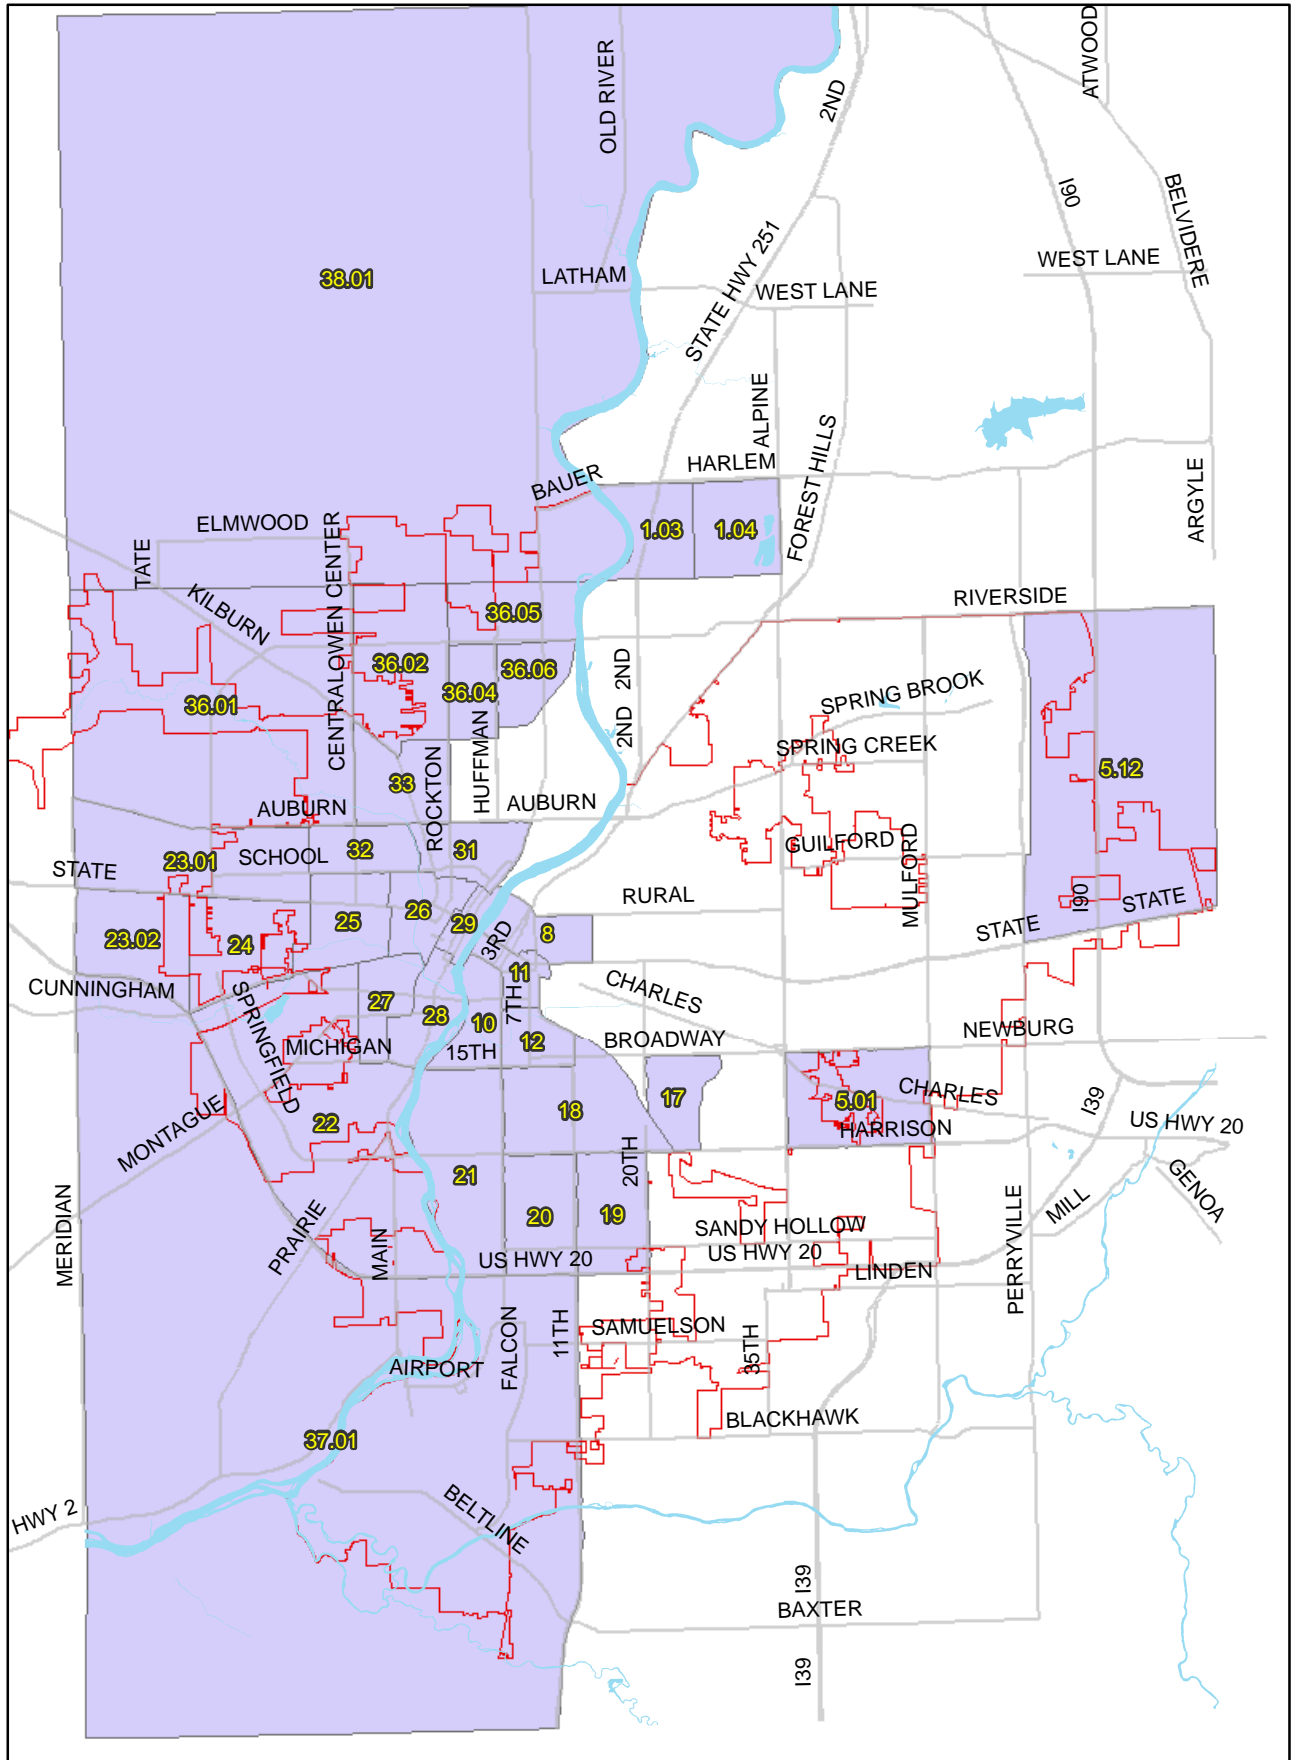 ATWOOD
OLD RIVER
2ND
I90
BELVIDERE
STATE HWY 251
WEST LANE
LATHAM
38.01
WEST LANE
ALPINE
FOREST HILLS
HARLEM
BAUER
ARGYLE
ELMWOOD
1.03
1.04
TATE
CENTRAL
OWEN CENTER
KILBURN
RIVERSIDE
36.05
36.02
36.06
36.04
36.01
2ND
2ND
SPRING BROOK
SPRING CREEK
HUFFMAN
ROCKTON
33
5.12
AUBURN
AUBURN
GUILFORD
MULFORD
32
31
SCHOOL
23.01
STATE
RURAL
I90
STATE
STATE
25
26
29
3RD
8
23.02
24
11
CUNNINGHAM
SPRINGFIELD
CHARLES
27
28
10
7TH
12
NEWBURG
BROADWAY
MICHIGAN
15TH
17
5.01
CHARLES
I39
18
MONTAGUE
22
HARRISON
US HWY 20
20TH
21
GENOA
MERIDIAN
PRAIRIE
MAIN
20
19
SANDY HOLLOW
MILL
PERRYVILLE
US HWY 20
US HWY 20
LINDEN
FALCON
11TH
SAMUELSON
35TH
AIRPORT
BLACKHAWK
37.01
HWY 2
BELTLINE
I39
BAXTER
I39